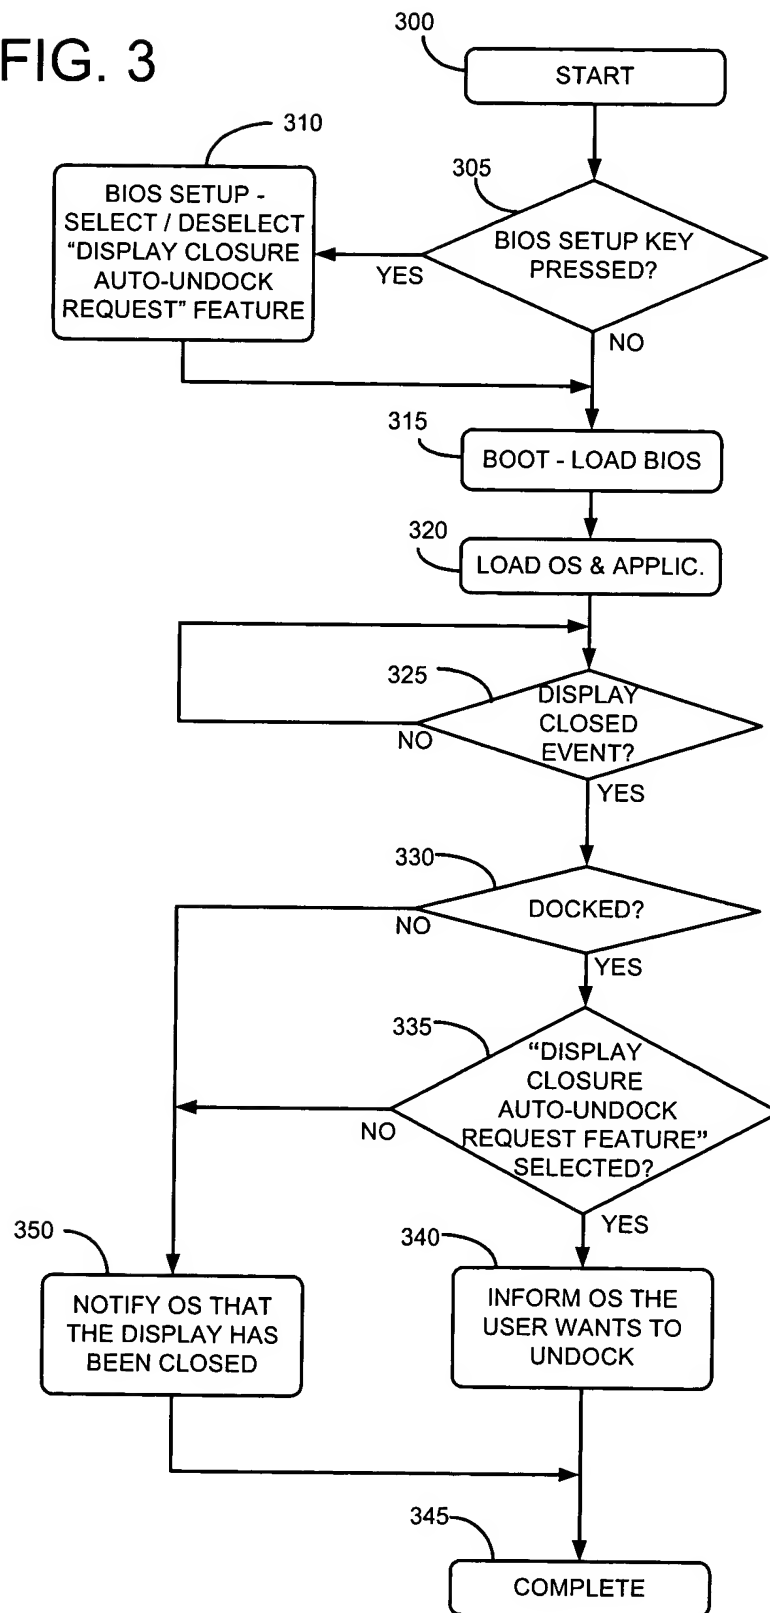 FIG. 3
300
START
310
305
BIOS SETUP -
SELECT / DESELECT
“DISPLAY CLOSURE
AUTO-UNDOCK
REQUEST” FEATURE
BIOS SETUP KEY
PRESSED?
YES
NO
315
BOOT - LOAD BIOS
320
LOAD OS & APPLIC.
325
DISPLAY
CLOSED
EVENT?
NO
YES
330
DOCKED?
NO
YES
335
“DISPLAY
CLOSURE
AUTO-UNDOCK
REQUEST FEATURE”
SELECTED?
NO
YES
350
340
NOTIFY OS THAT
THE DISPLAY HAS
BEEN CLOSED
INFORM OS THE
USER WANTS TO
UNDOCK
345
COMPLETE